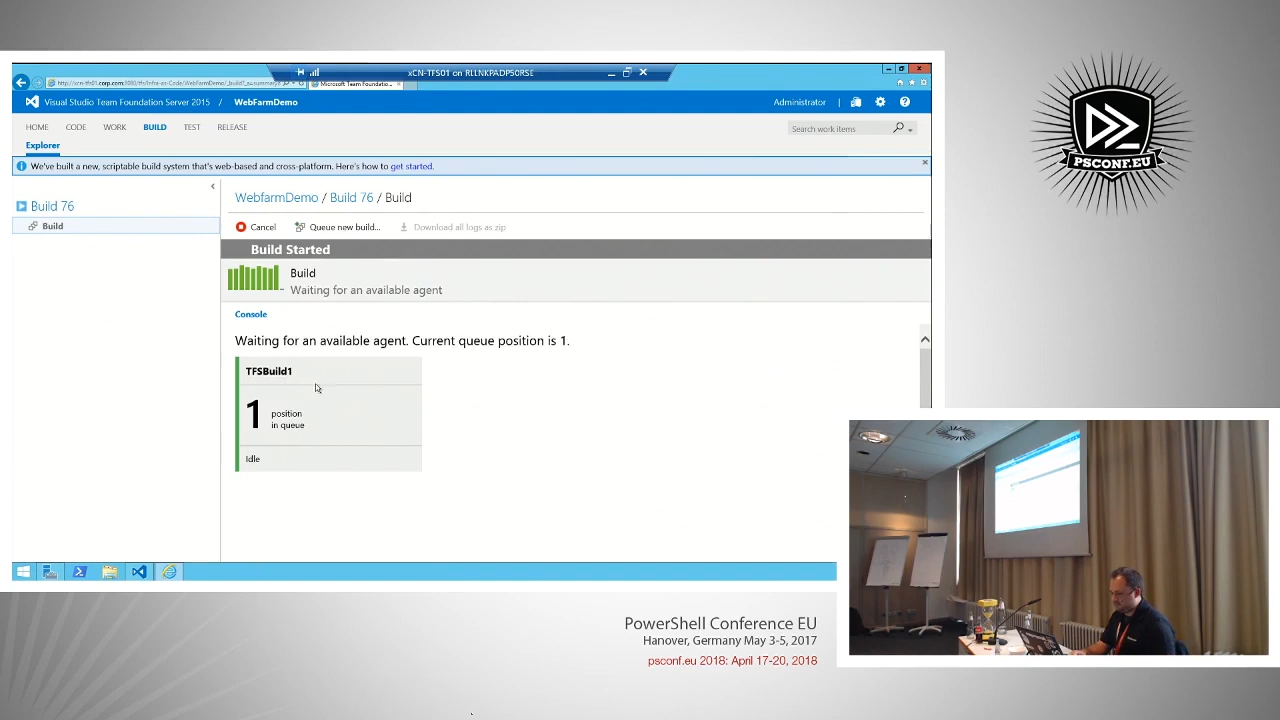 xCN-TFS01 on RLLNKPADP50RSE
Microsoft Team Foundatio...
Visual Studio Team Foundation Server 2015 / WebFarmDemo
Administrator
HOME CODE WORK BUILD TEST RELEASE
Search work items
Explorer
We've built a new, scriptable build system that's web-based and cross-platform. Here's how to get started.
Build 76
Build
WebfarmDemo / Build 76 / Build
Cancel Queue new build... Download all logs as zip
Build Started
Build
Waiting for an available agent
Console
Waiting for an available agent. Current queue position is 1.
TFSBuild1
1 position
in queue
Idle
PSCONF.EU
PowerShell Conference EU
Hanover, Germany May 3-5, 2017
psconf.eu 2018: April 17-20, 2018